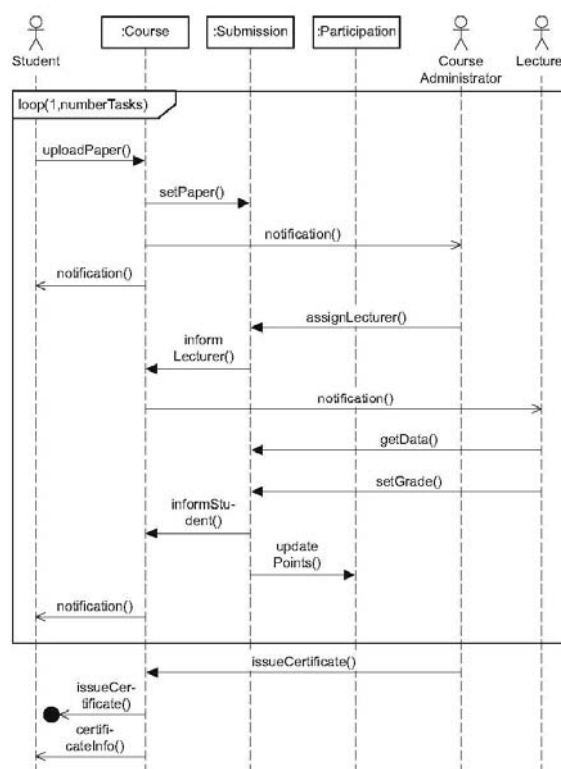 :Course
:Submission
:Participation
Student
Course
Administrator
Lecturer
loop(1,numberTasks)
uploadPaper()
setPaper()
notification()
notification()
assignLecturer()
inform
Lecturer()
notification()
getData()
setGrade()
informStu-
dent()
update
Points()
notification()
issueCertificate()
issueCer-
tificate()
certifi-
cateInfo()